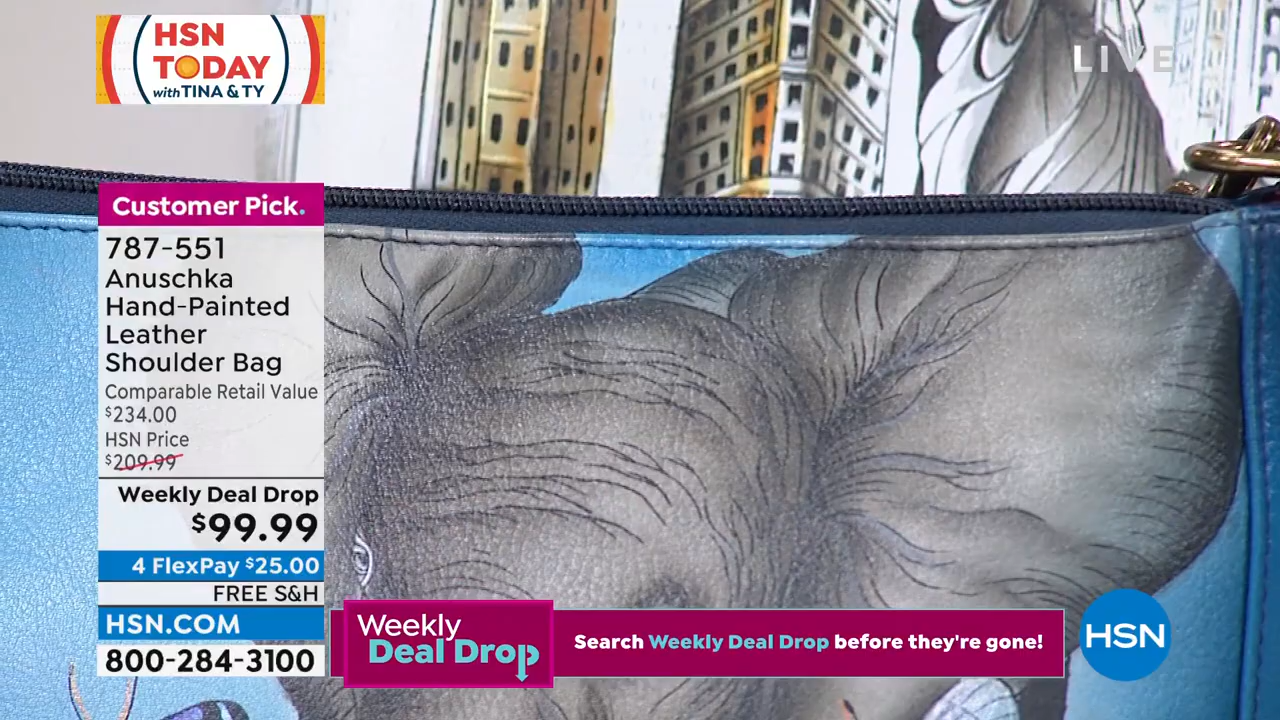 HSN
TODAY
with TINA & TY
LIVE
Customer Pick.
787-551
Anuschka
Hand-Painted
Leather
Shoulder Bag
Comparable Retail Value
$234.00
HSN Price
$209.99
Weekly Deal Drop
$99.99
4 FlexPay $25.00
FREE S&H
HSN.COM
800-284-3100
Weekly
Deal Drop
Search Weekly Deal Drop before they're gone!
HSN